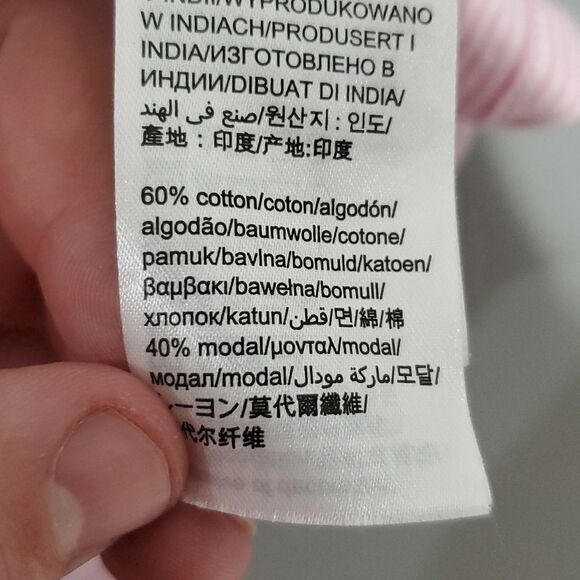 WYPRODUKOWANO
W INDIACH/PRODUSERT I
INDIA/ИЗГОТОВЛЕНО В
ИНДИИ/DIBUAT DI INDIA/
صنع في الهند/원산지 : 인도/
產地 : 印度/产地:印度
60% cotton/coton/algodón/
algodão/baumwolle/cotone/
pamuk/bavlna/bomuld/katoen/
βαμβακι/bawełna/bomull/
хлопок/katun/قطن/면/綿/棉
40% modal/μονταλ/modal/
модал/modal/ماركة مودال/모달/
レーヨン/莫代爾纖維/
代尔纤维